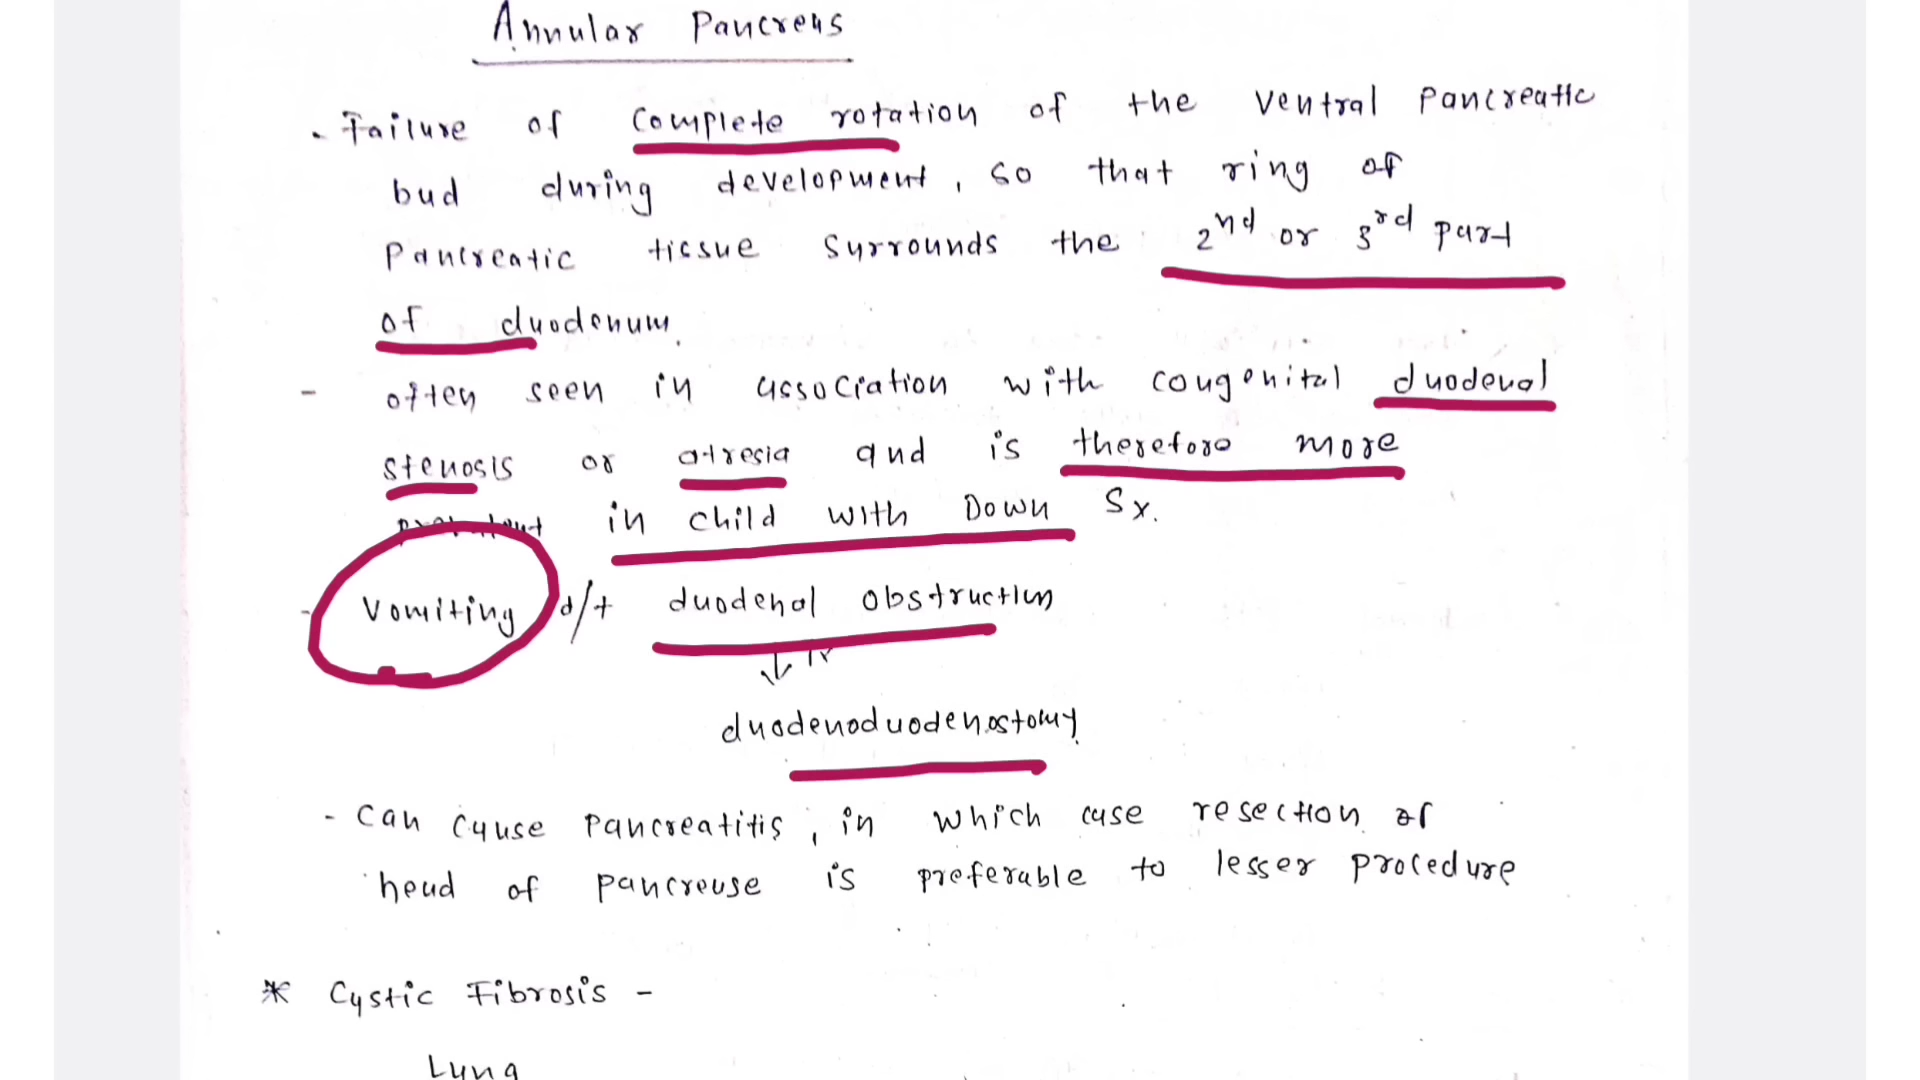 Annular Pancreas
- Failure of complete rotation of the ventral pancreatic
bud during development, so that ring of
Pancreatic tissue surrounds the 2nd or 3rd part
of duodenum.
- often seen in association with congenital duodenal
stenosis or atresia and is therefore more
in child with Down Sx.
- Vomiting d/t duodenal obstruction
↓ Tx
duodenoduodenostomy
- Can cause pancreatitis, in which case resection of
head of pancrease is preferable to lesser procedure
* Cystic Fibrosis -
Lung